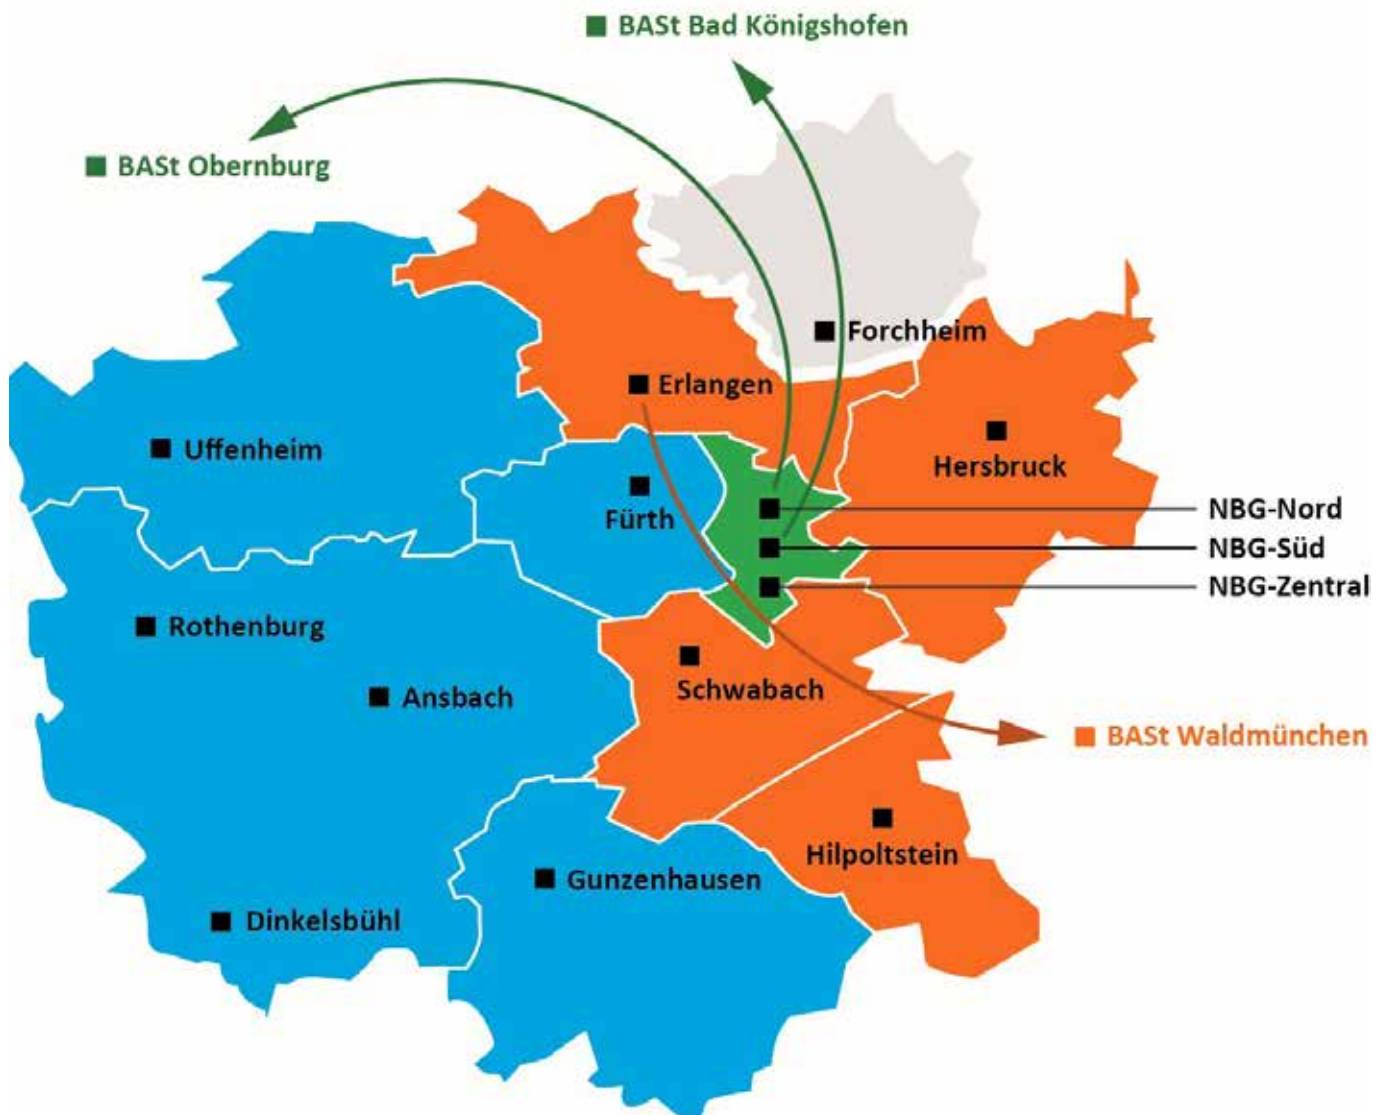 BASt Bad Königshofen
BASt Obernburg
Forchheim
Erlangen
Uffenheim
Hersbruck
Fürth
NBG-Nord
NBG-Süd
NBG-Zentral
Rothenburg
Schwabach
Ansbach
BASt Waldmünchen
Hilpoltstein
Gunzenhausen
Dinkelsbühl